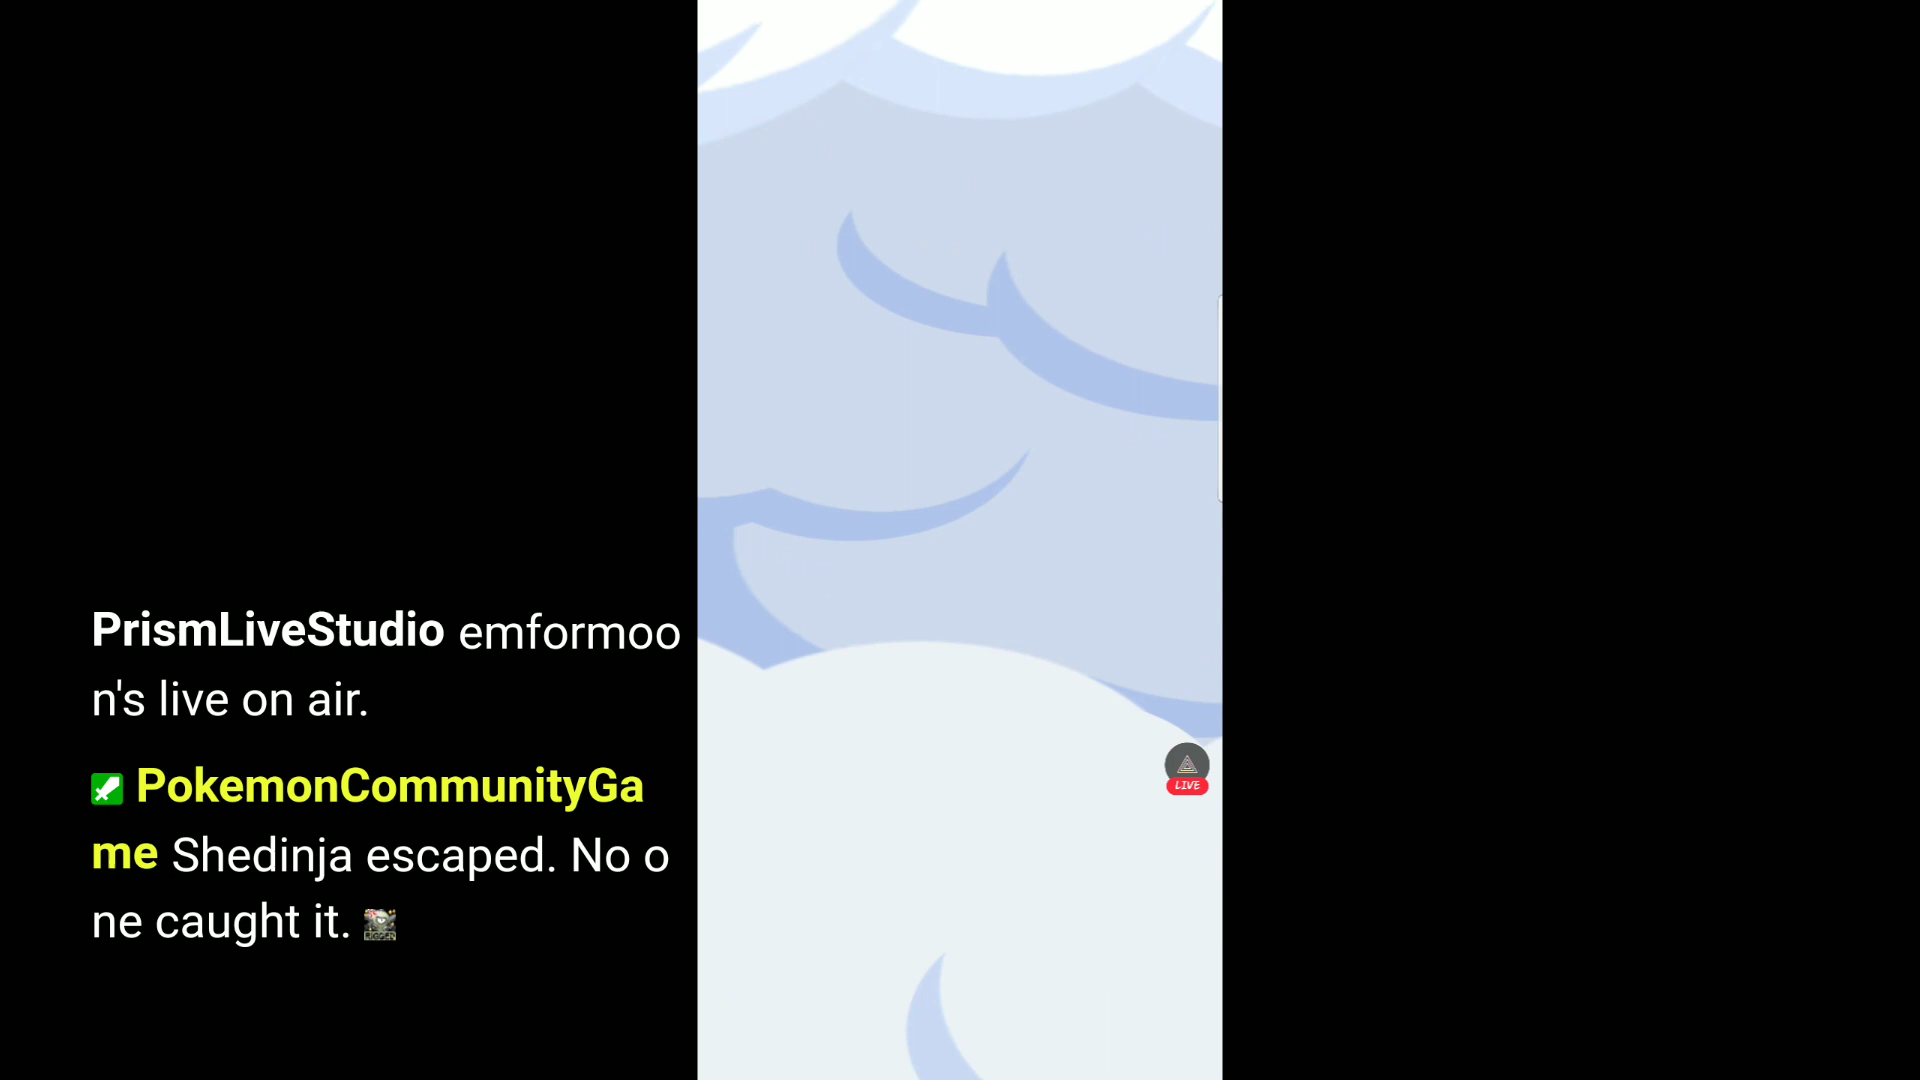 PrismLiveStudio emformoo
n's live on air.
PokemonCommunityGa
me Shedinja escaped. No o
ne caught it.
LIVE